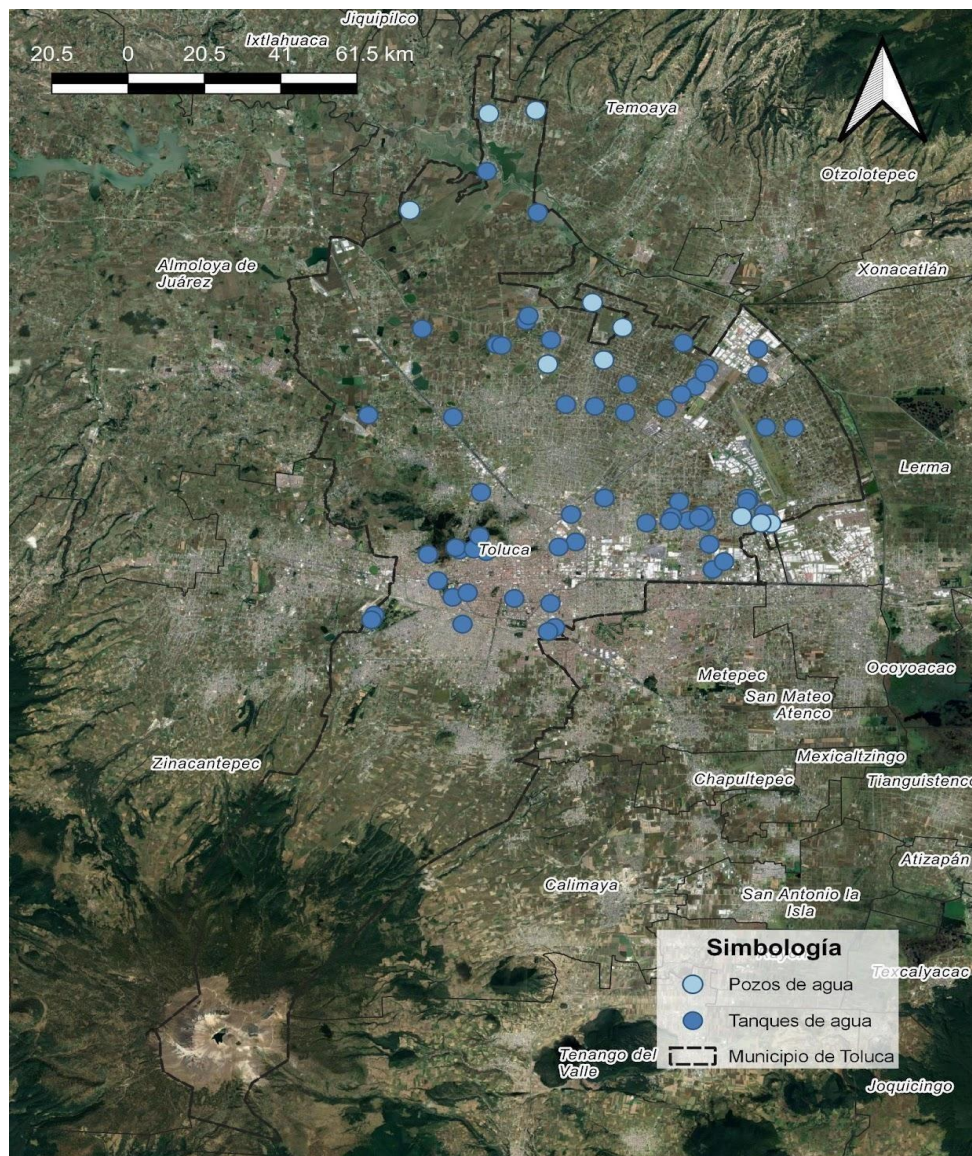 Jiquipilco
Ixtlahuaca
20.5 0 20.5 41 61.5 km
Temoaya
Otzolotepec
Almoloya de
Juárez
Xonacatlán
Lerma
Toluca
Ocoyoacac
Metepec
San Mateo
Atenco
Zinacantepec
Mexicaltzingo
Chapultepec
Tianguistenco
Atizapán
Calimaya
San Antonio la
Isla
Simbología
Texcalyacac
Pozos de agua
Tanques de agua
Municipio de Toluca
Tenango del
Valle
Joquicingo